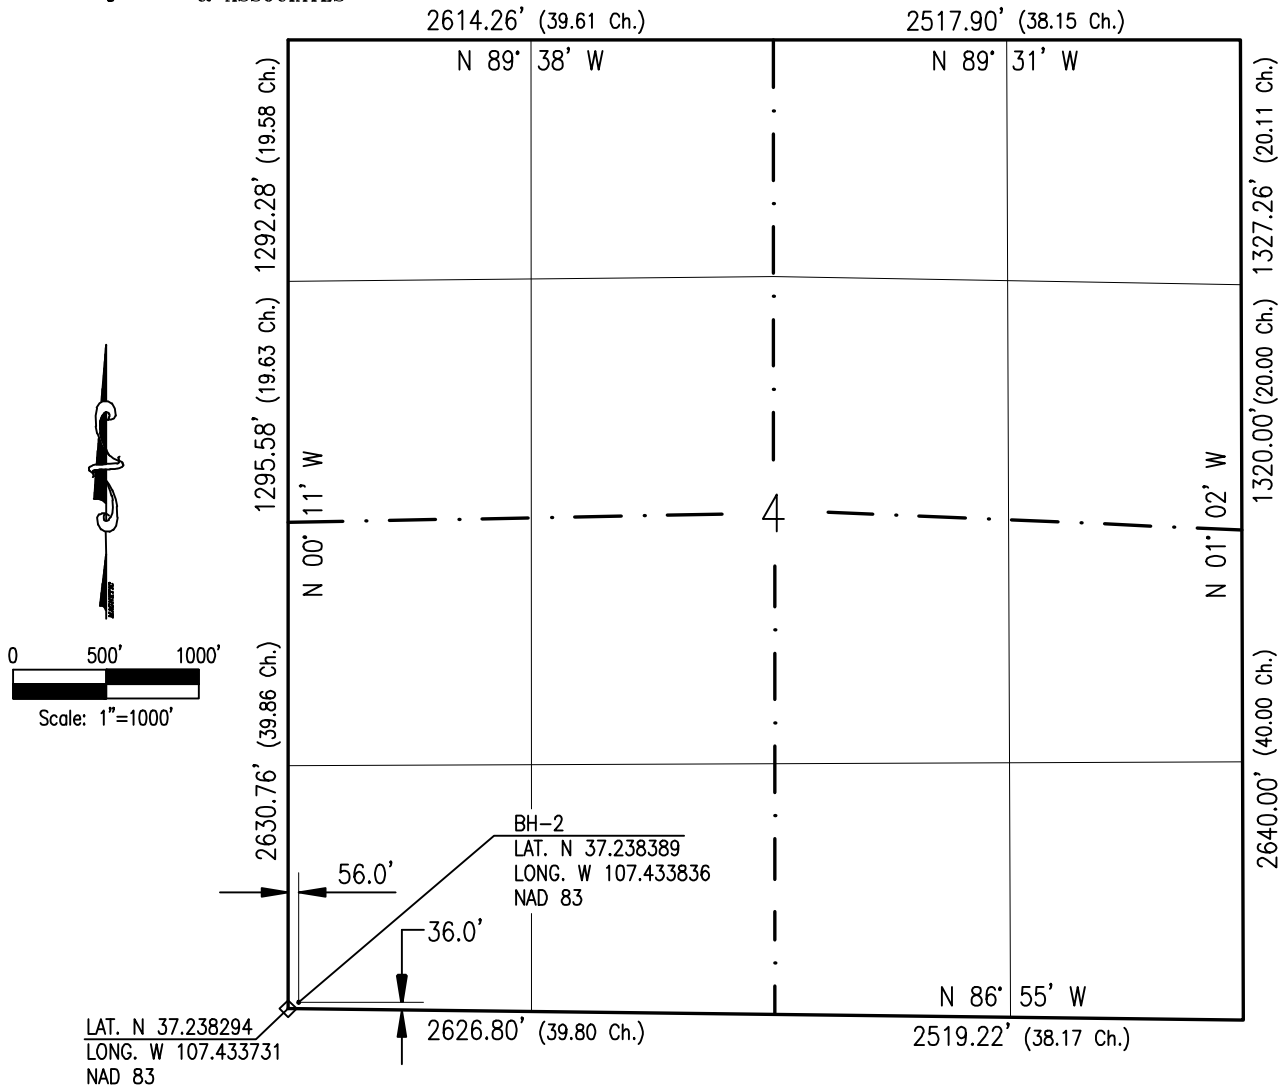 & ASSOCIATES
2614.26' (39.61 Ch.)
2517.90' (38.15 Ch.)
N 89° 38' W
N 89° 31' W
1292.28' (19.58 Ch.)
1327.26' (20.11 Ch.)
1295.58' (19.63 Ch.)
1320.00' (20.00 Ch.)
N 00° 11' W
4
N 01° 02' W
MAGNETIC
0 500' 1000'
Scale: 1"=1000'
2630.76' (39.86 Ch.)
2640.00' (40.00 Ch.)
BH-2
LAT. N 37.238389
LONG. W 107.433836
NAD 83
56.0'
36.0'
N 86° 55' W
LAT. N 37.238294
LONG. W 107.433731
NAD 83
2626.80' (39.80 Ch.)
2519.22' (38.17 Ch.)